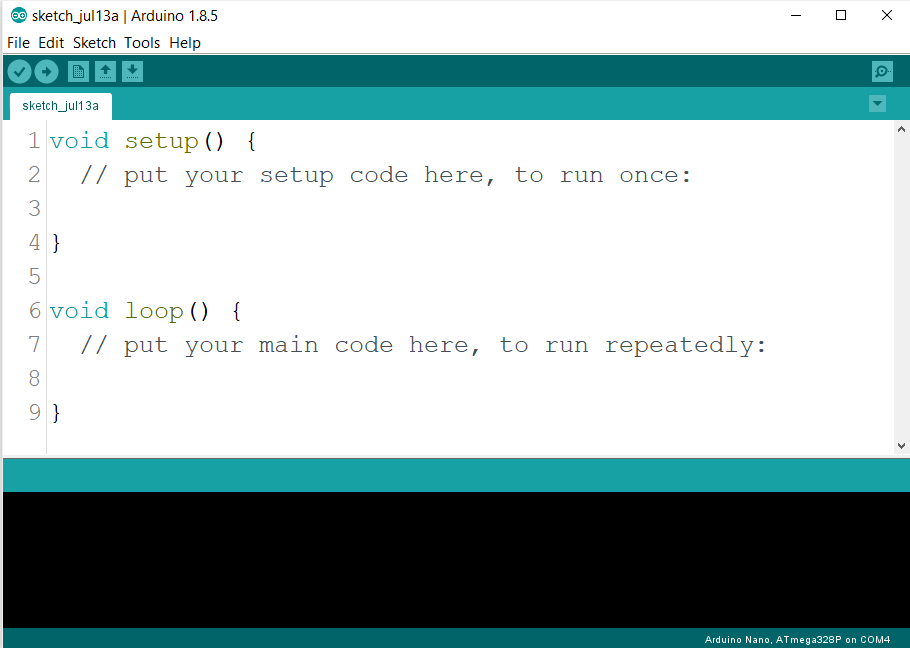 sketch_jul13a | Arduino 1.8.5
File Edit Sketch Tools Help
sketch_jul13a
1 void setup() {
2   // put your setup code here, to run once:
3
4 }
5
6 void loop() {
7   // put your main code here, to run repeatedly:
8
9 }
Arduino Nano, ATmega328P on COM4